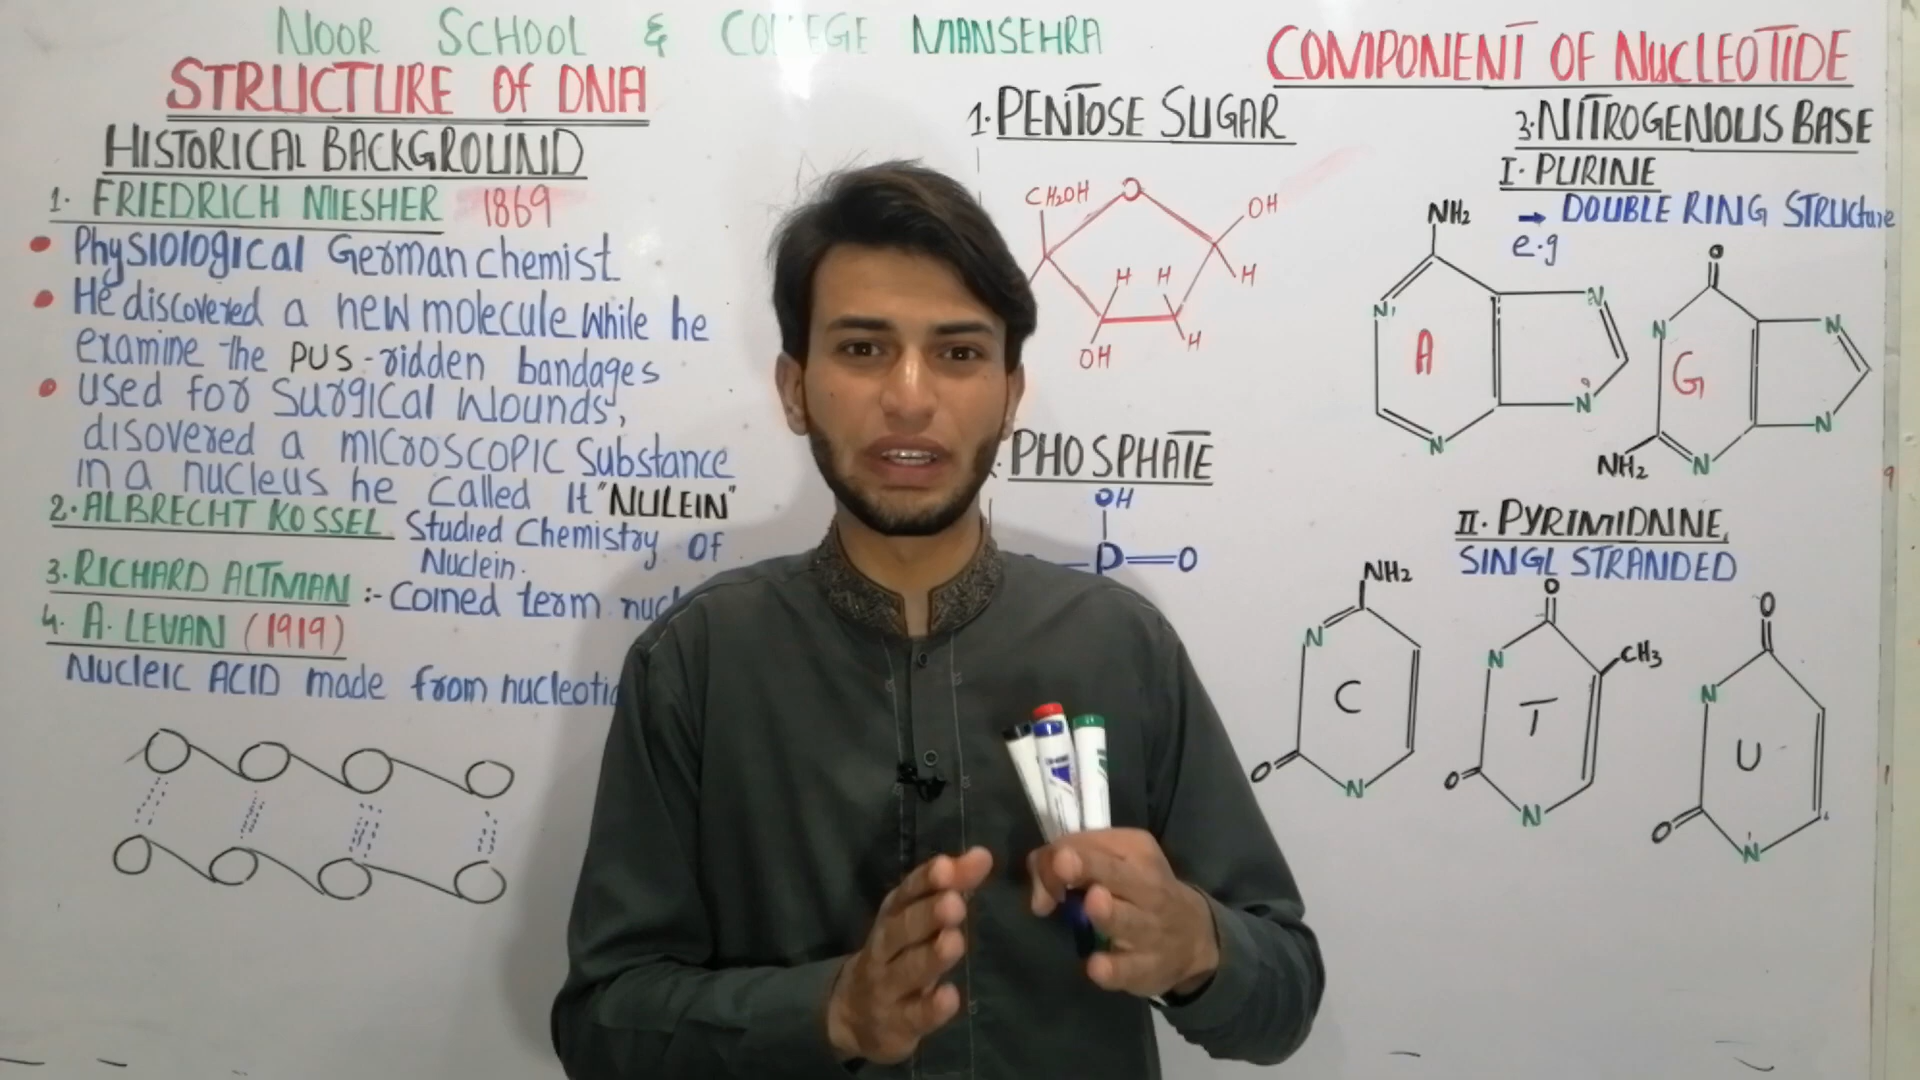 NOOR SCHOOL & COLLEGE MANSEHRA
STRUCTURE OF DNA
HISTORICAL BACKGROUND
1. FRIEDRICH MIESHER 1869
• Physiological German chemist
• He discovered a new molecule while he
examine the PUS-ridden bandages
• used for surgical wounds,
disovered a microscopic substance
in a nucleus he called it "NULEIN"
2. ALBRECHT KOSSEL Studied Chemistry of
Nuclein.
3. RICHARD ALTMAN :- Coined term
4. A. LEVAN (1919)
Nucleic ACID made from
COMPONENT OF NUCLEOTIDE
1. PENTOSE SUGAR
CH2OH
O
OH
H
H
H
H
OH
PHOSPHATE
OH
P
O
3. NITROGENOUS BASE
I. PURINE
→ DOUBLE RING STRUcture
e.g
NH2
N
N
A
N
N
O
N
N
G
NH2
N
N
II. PYRIMIDNINE
SINGL STRANDED
NH2
N
C
O
N
O
N
CH3
T
O
N
O
N
U
O
N